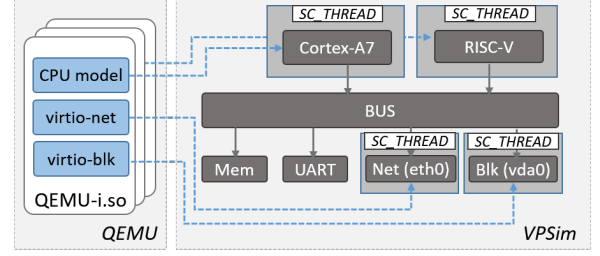 SC_THREAD
SC_THREAD
CPU model
Cortex-A7
RISC-V
virtio-net
BUS
virtio-blk
SC_THREAD
SC_THREAD
Mem
UART
Net (eth0)
Blk (vda0)
QEMU-i.so
QEMU
VPSim